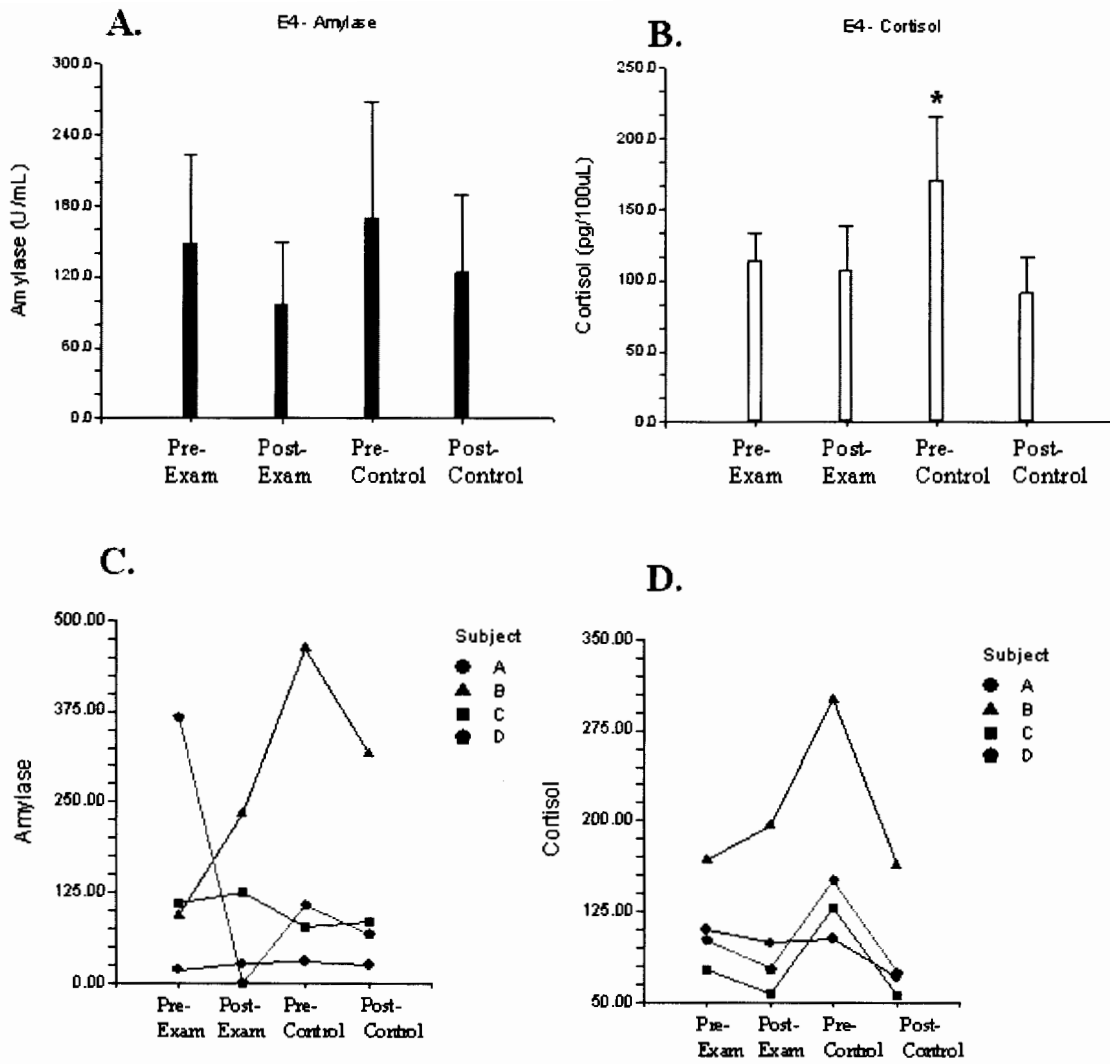 A.
E4 - Amylase
300.0
240.0
180.0
120.0
60.0
0.0
Amylase (U/mL)
Pre-
Exam
Post-
Exam
Pre-
Control
Post-
Control
B.
E4 - Cortisol
250.0
200.0
150.0
100.0
50.0
0.0
Cortisol (pg/100uL)
*
Pre-
Exam
Post-
Exam
Pre-
Control
Post-
Control
C.
500.00
375.00
250.00
125.00
0.00
Amylase
Subject
A
B
C
D
Pre-
Exam
Post-
Exam
Pre-
Control
Post-
Control
D.
350.00
275.00
200.00
125.00
50.00
Cortisol
Subject
A
B
C
D
Pre-
Exam
Post-
Exam
Pre-
Control
Post-
Control